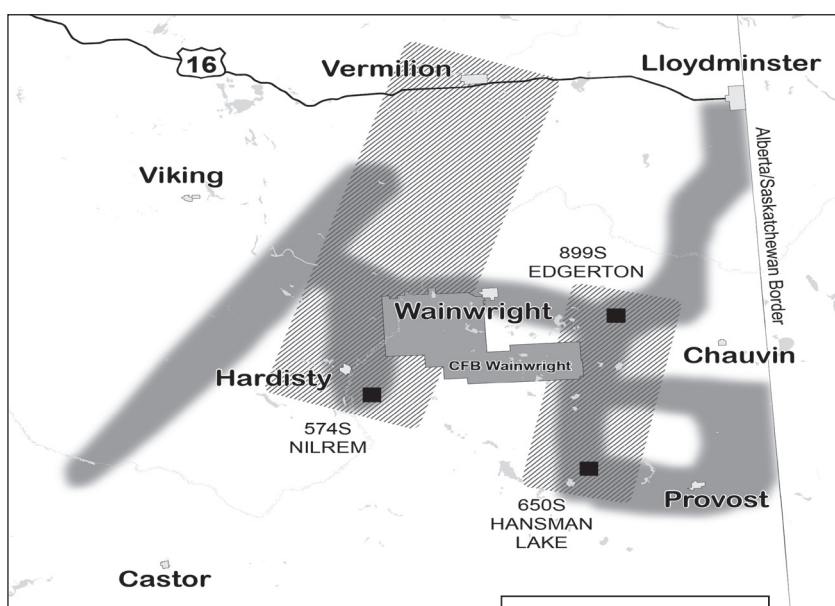 16
Vermilion
Lloydminster
Alberta/Saskatchewan Border
Viking
899S
EDGERTON
Wainwright
Chauvin
CFB Wainwright
Hardisty
574S
NILREM
Provost
650S
HANSMAN
LAKE
Castor